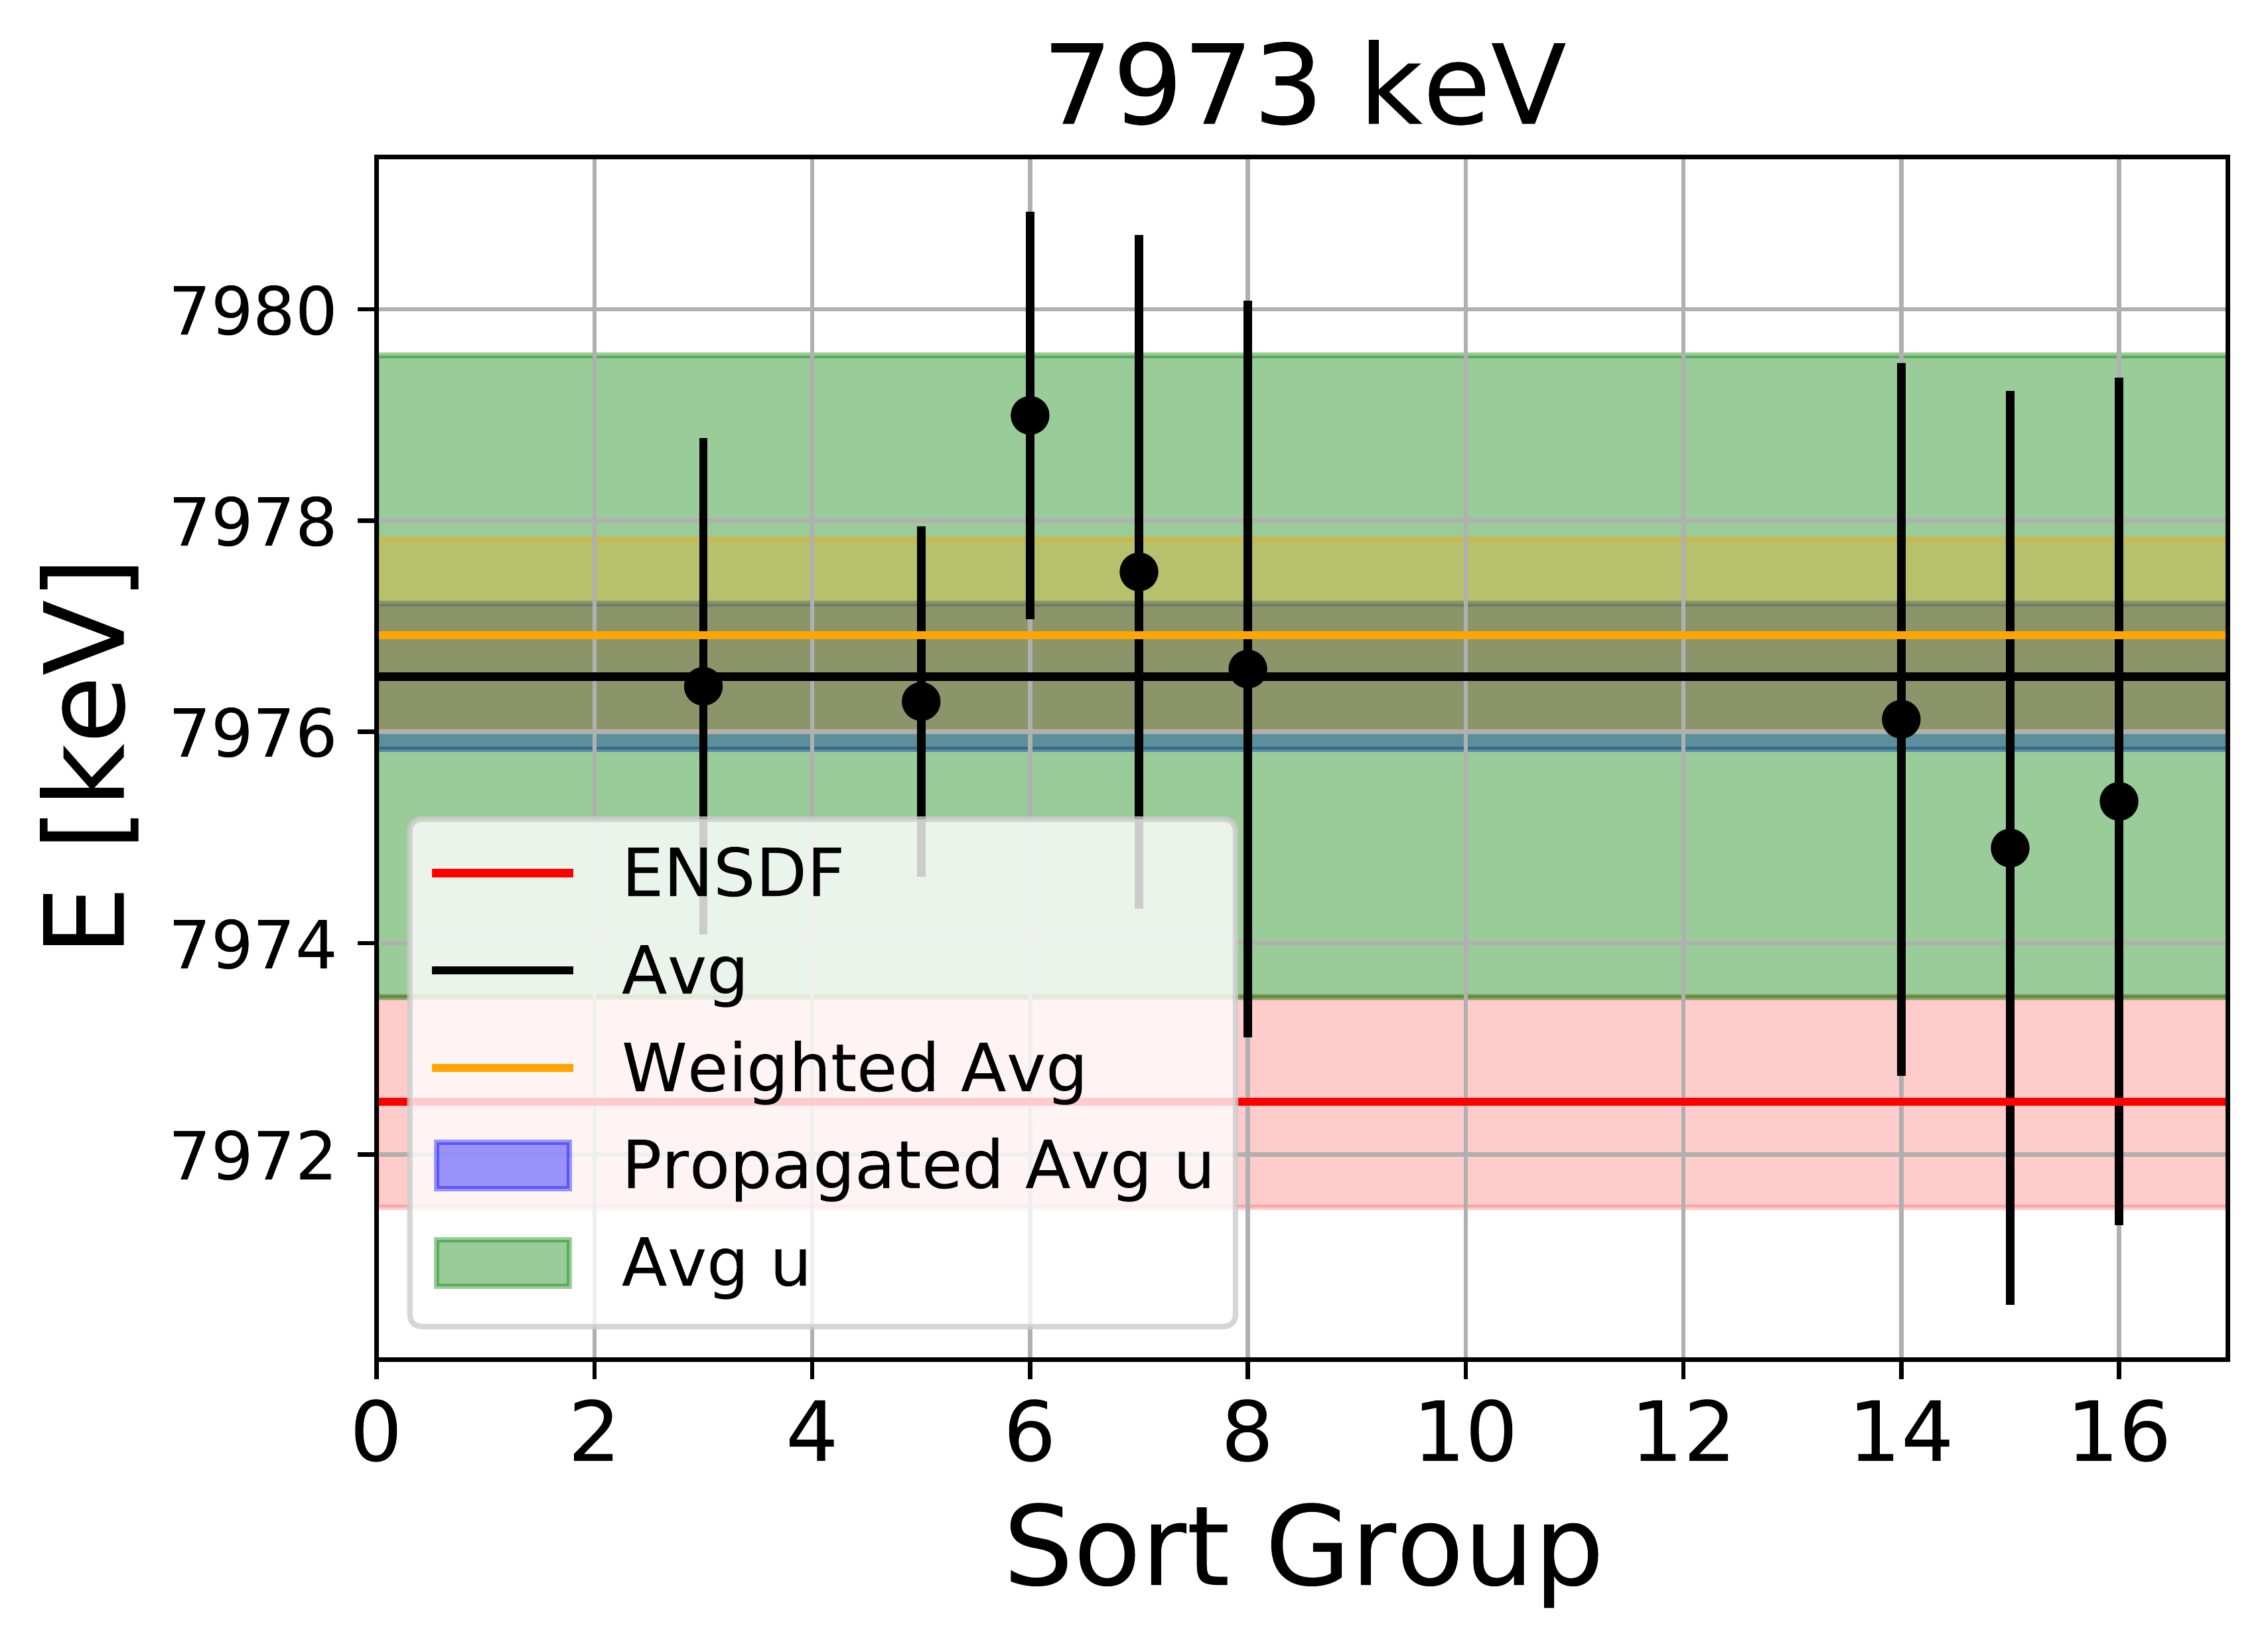 7973 keV
E [keV]
7980
7978
7976
7974
7972
ENSDF
Avg
Weighted Avg
Propagated Avg u
Avg u
0 2 4 6 8 10 12 14 16
Sort Group